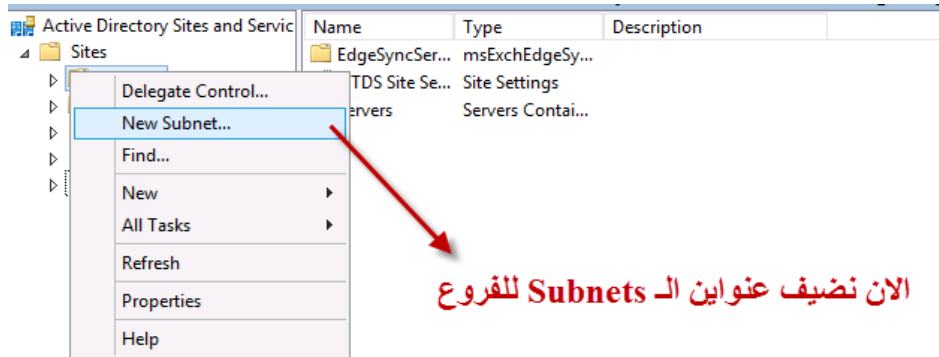 Active Directory Sites and Servic
Name Type Description
Sites
EdgeSyncSer... msExchEdgeSy...
TDS Site Se... Site Settings
ervers Servers Contai...
Delegate Control...
New Subnet...
Find...
New
All Tasks
Refresh
Properties
Help
الان نضيف عنواين الـ Subnets للفروع